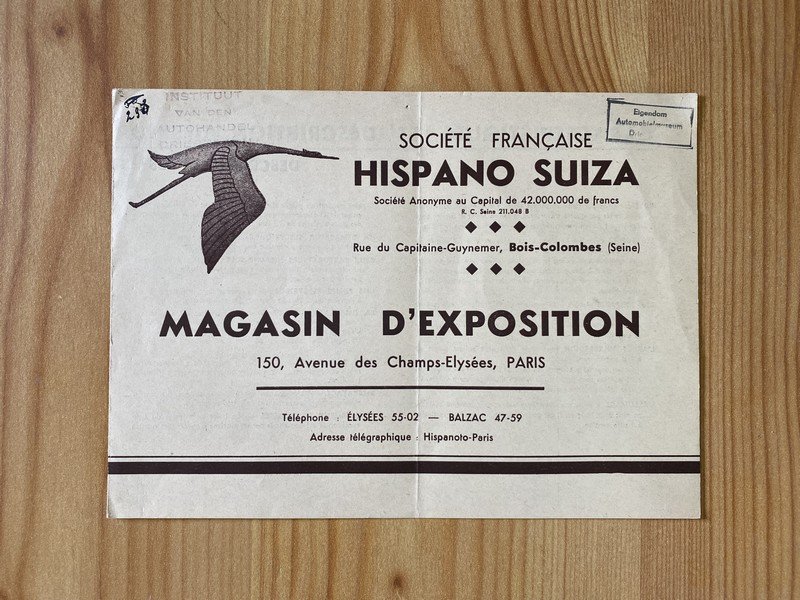 INSTITUUT
VAN DEN
AUTOHANDEL
Eigendom
Automobielmuseum
SOCIÉTÉ FRANÇAISE
HISPANO SUIZA
Société Anonyme au Capital de 42.000.000 de francs
R. C. Seine 211.048 B
Rue du Capitaine-Guynemer, Bois-Colombes (Seine)
MAGASIN D'EXPOSITION
150, Avenue des Champs-Elysées, PARIS
Téléphone : ÉLYSÉES 55-02 — BALZAC 47-59
Adresse télégraphique : Hispanoto-Paris